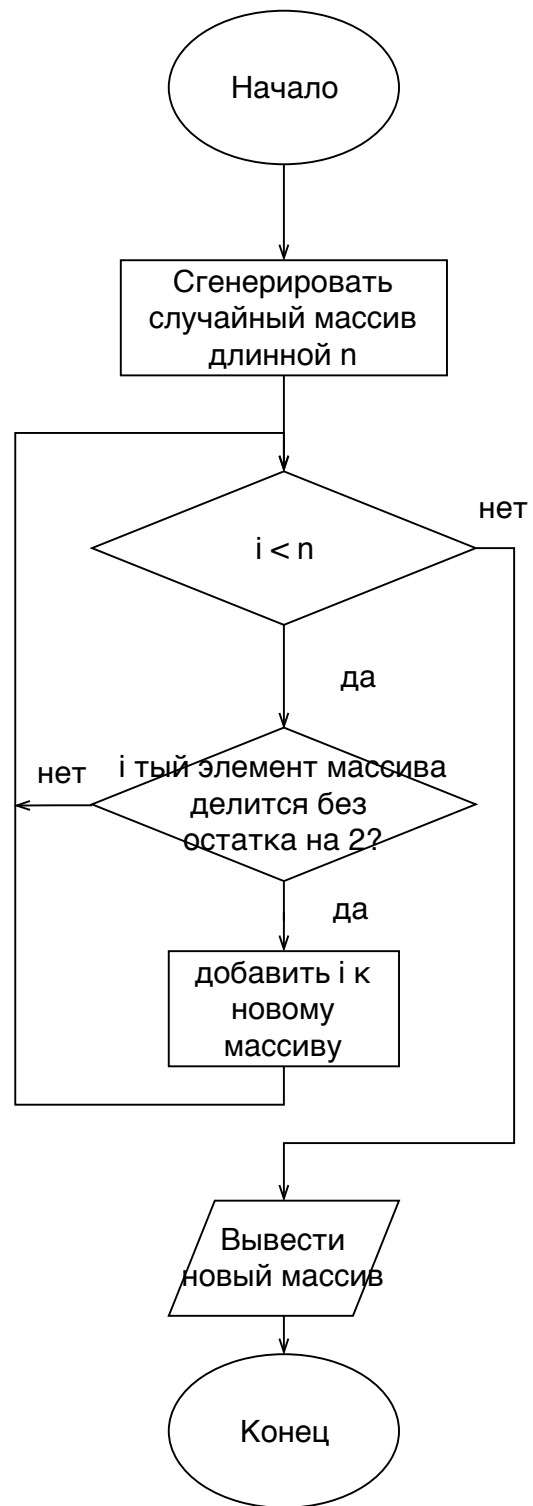 Начало
Сгенерировать
случайный массив
длинной n
нет
i < n
да
нет
i тый элемент массива
делится без
остатка на 2?
да
добавить i к
новому
массиву
Вывести
новый массив
Конец